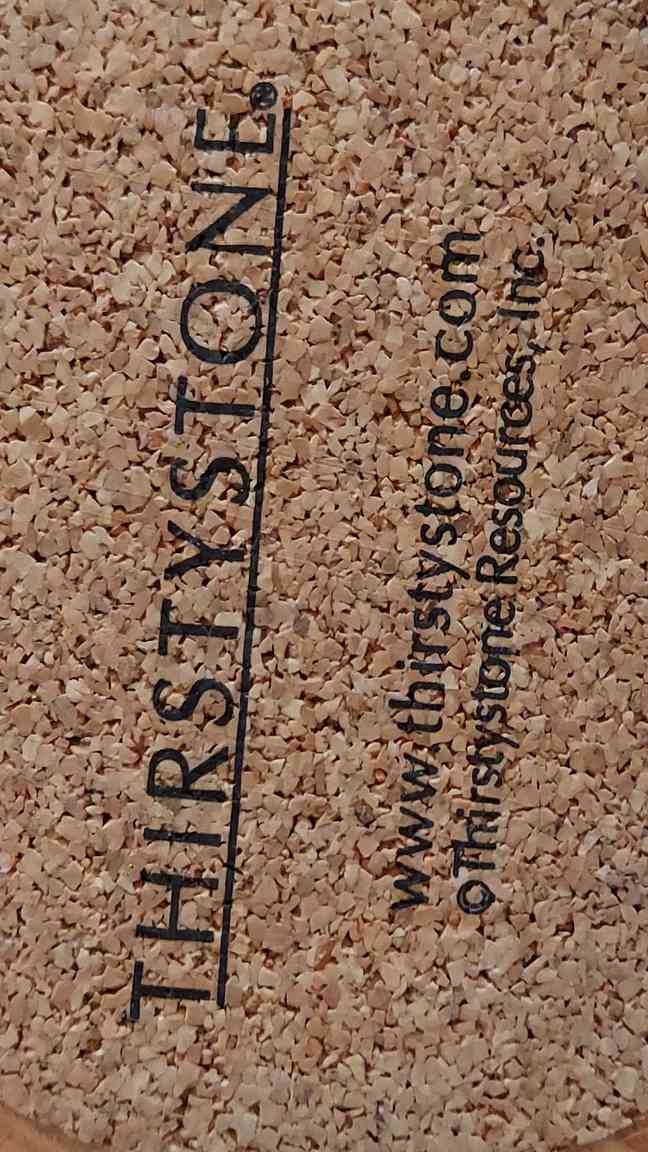 THIRSTYSTONE®
www.thirstystone.com
©Thirstystone Resources, Inc.